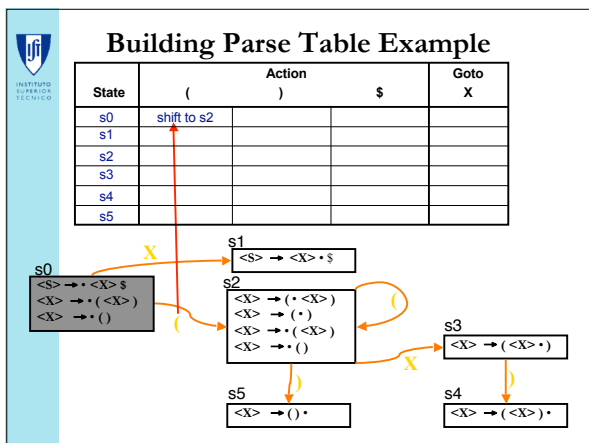 Building Parse Table Example
INSTITUTO
SUPERIOR
TÉCNICO
Action Goto
State ( ) $ X
s0 shift to s2
s1
s2
s3
s4
s5
s0
<S> → • <X> $
<X> → • ( <X> )
<X> → • ( )
X
s1
<S> → <X> • $
(
s2
<X> → ( • <X> )
<X> → ( • )
<X> → • ( <X> )
<X> → • ( )
(
X
s3
<X> → ( <X> • )
)
s5
<X> → ( ) •
)
s4
<X> → ( <X> ) •